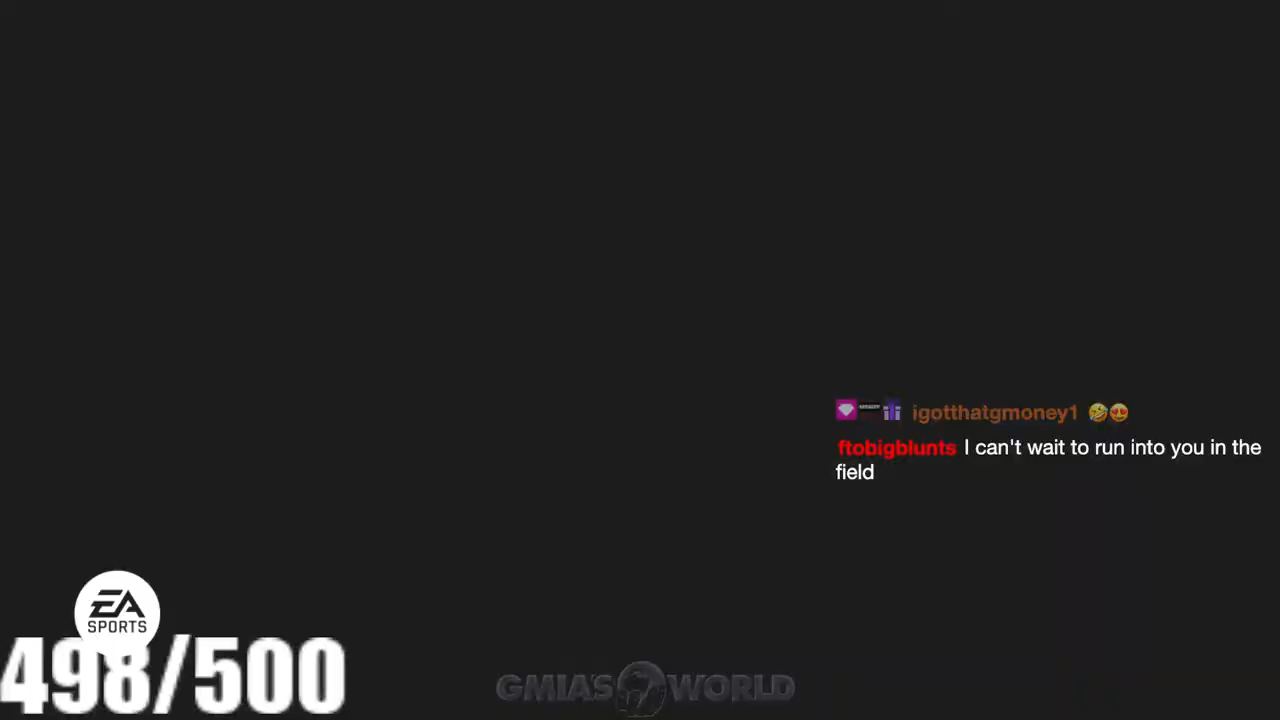 igotthatgmoney1 🤣😍
ftobigblunts I can't wait to run into you in the
field
EA
SPORTS
498/500
GMIA'S WORLD